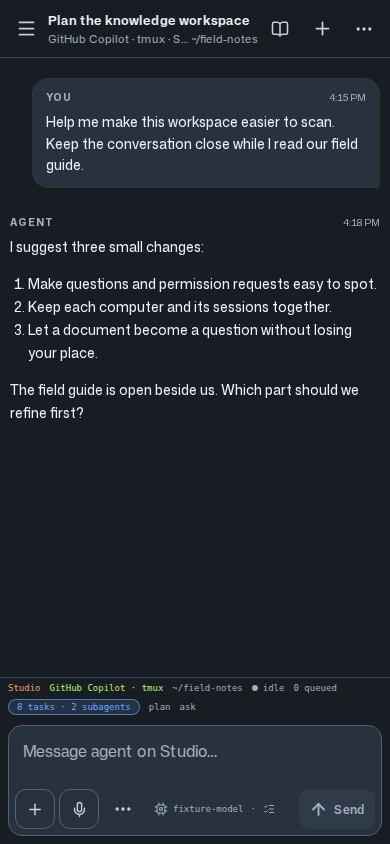 Plan the knowledge workspace
GitHub Copilot · tmux · S... ~/field-notes
YOU 4:15 PM
Help me make this workspace easier to scan.
Keep the conversation close while I read our field
guide.
AGENT 4:18 PM
I suggest three small changes:
1. Make questions and permission requests easy to spot.
2. Keep each computer and its sessions together.
3. Let a document become a question without losing
your place.
The field guide is open beside us. Which part should we
refine first?
Studio GitHub Copilot · tmux ~/field-notes idle 0 queued
8 tasks · 2 subagents plan ask
Message agent on Studio...
fixture-model · Send